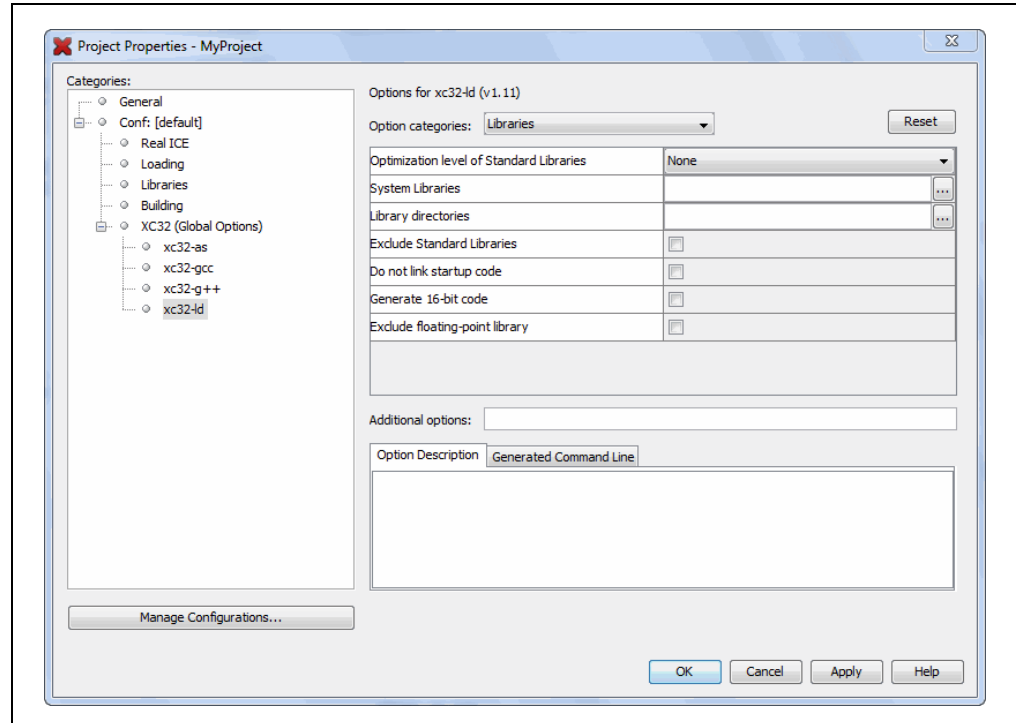 Project Properties - MyProject
Categories:
General
Conf: [default]
Real ICE
Loading
Libraries
Building
XC32 (Global Options)
xc32-as
xc32-gcc
xc32-g++
xc32-ld
Manage Configurations...
Options for xc32-ld (v1.11)
Option categories: Libraries
Reset
Optimization level of Standard Libraries None
System Libraries ...
Library directories ...
Exclude Standard Libraries
Do not link startup code
Generate 16-bit code
Exclude floating-point library
Additional options:
Option Description Generated Command Line
OK Cancel Apply Help